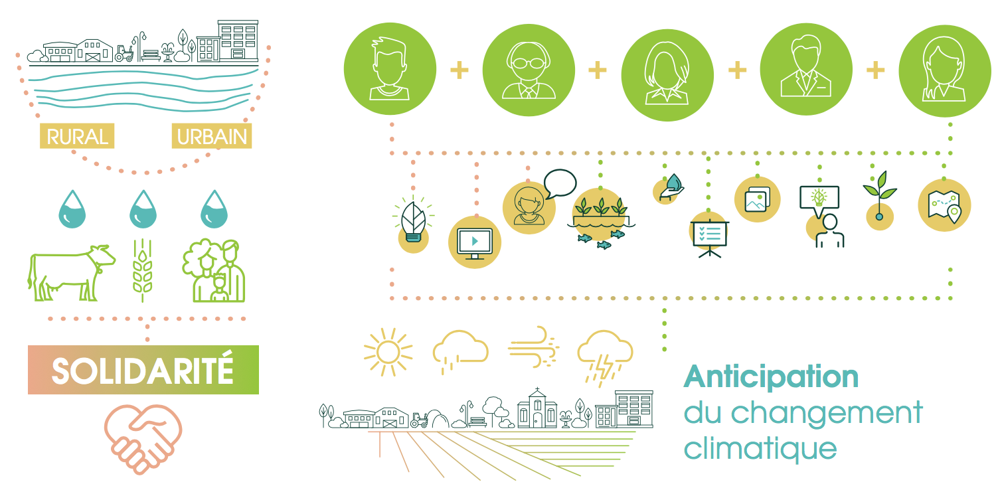 RURAL
URBAIN
SOLIDARITÉ
Anticipation
du changement
climatique